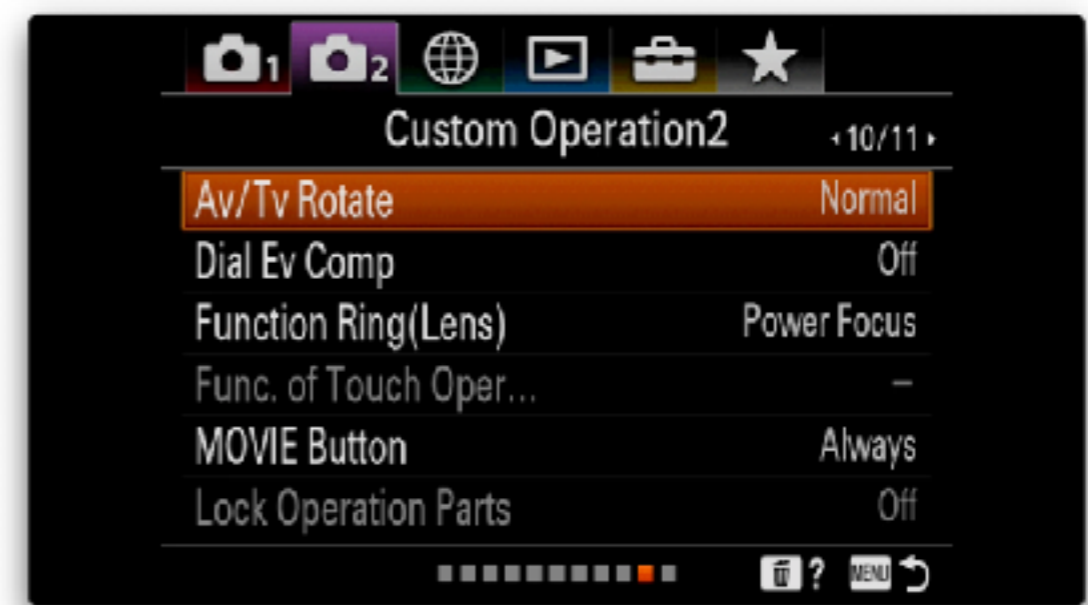 1 2
Custom Operation2 10/11
Av/Tv Rotate Normal
Dial Ev Comp Off
Function Ring(Lens) Power Focus
Func. of Touch Oper... –
MOVIE Button Always
Lock Operation Parts Off
? MENU